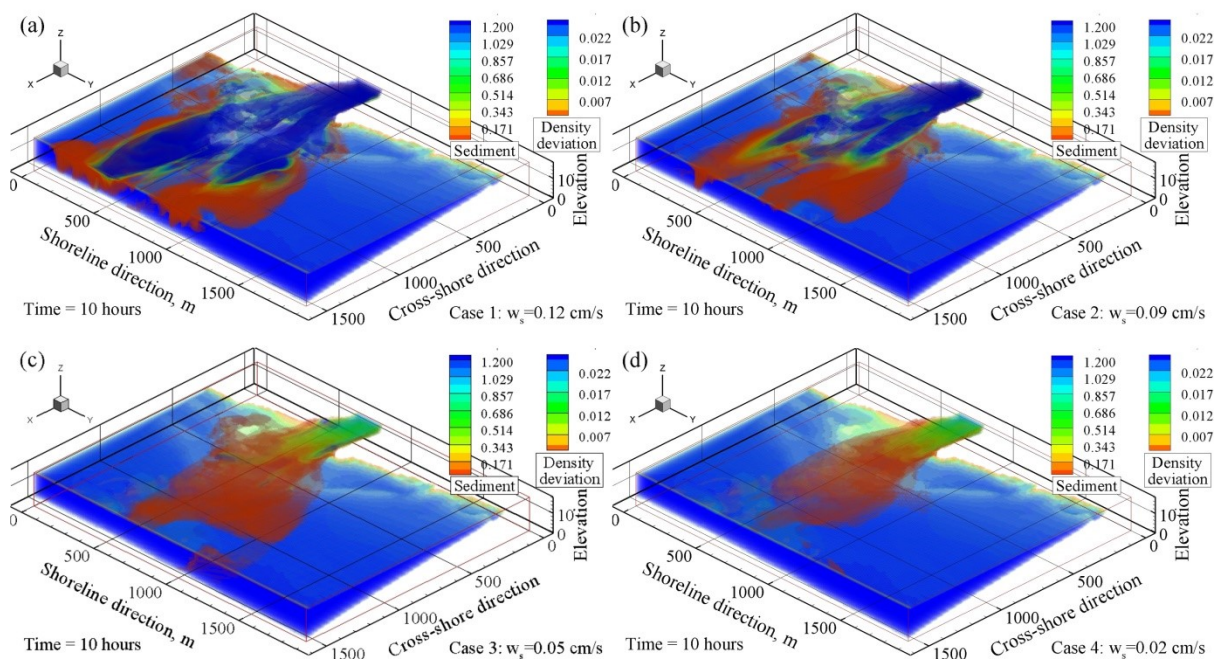 (a)
Z
X
Y
1.200
1.029
0.857
0.686
0.514
0.343
0.171
Sediment
0.022
0.017
0.012
0.007
Density
deviation
0
500
1000
1500
Shoreline direction, m
0
500
1000
1500
Cross-shore direction
10
0
Elevation
Time = 10 hours
Case 1: wₛ=0.12 cm/s
(b)
Z
X
Y
1.200
1.029
0.857
0.686
0.514
0.343
0.171
Sediment
0.022
0.017
0.012
0.007
Density
deviation
0
500
1000
1500
Shoreline direction, m
0
500
1000
1500
Cross-shore direction
10
0
Elevation
Time = 10 hours
Case 2: wₛ=0.09 cm/s
(c)
Z
X
Y
1.200
1.029
0.857
0.686
0.514
0.343
0.171
Sediment
0.022
0.017
0.012
0.007
Density
deviation
0
500
1000
1500
Shoreline direction, m
0
500
1000
1500
Cross-shore direction
10
0
Elevation
Time = 10 hours
Case 3: wₛ=0.05 cm/s
(d)
Z
X
Y
1.200
1.029
0.857
0.686
0.514
0.343
0.171
Sediment
0.022
0.017
0.012
0.007
Density
deviation
0
500
1000
1500
Shoreline direction, m
0
500
1000
1500
Cross-shore direction
10
0
Elevation
Time = 10 hours
Case 4: wₛ=0.02 cm/s